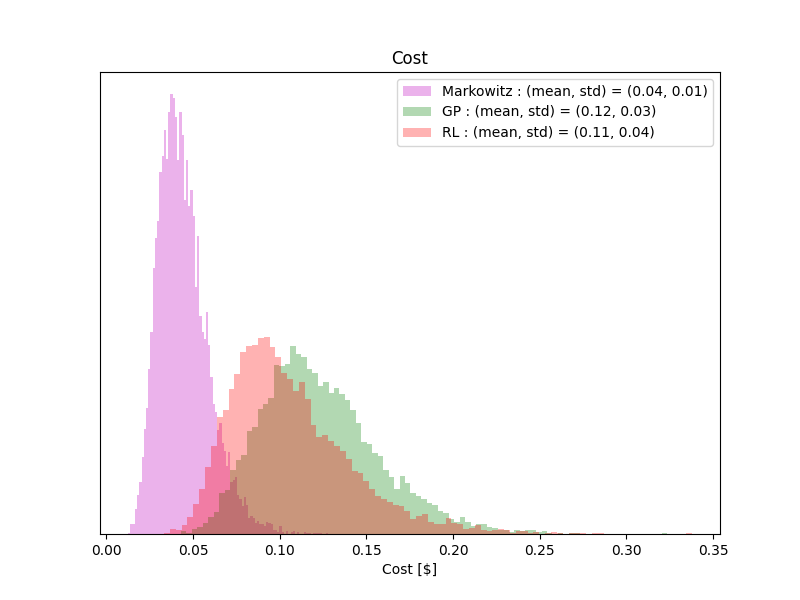 Cost
Markowitz : (mean, std) = (0.04, 0.01)
GP : (mean, std) = (0.12, 0.03)
RL : (mean, std) = (0.11, 0.04)
0.00 0.05 0.10 0.15 0.20 0.25 0.30 0.35
Cost [$]